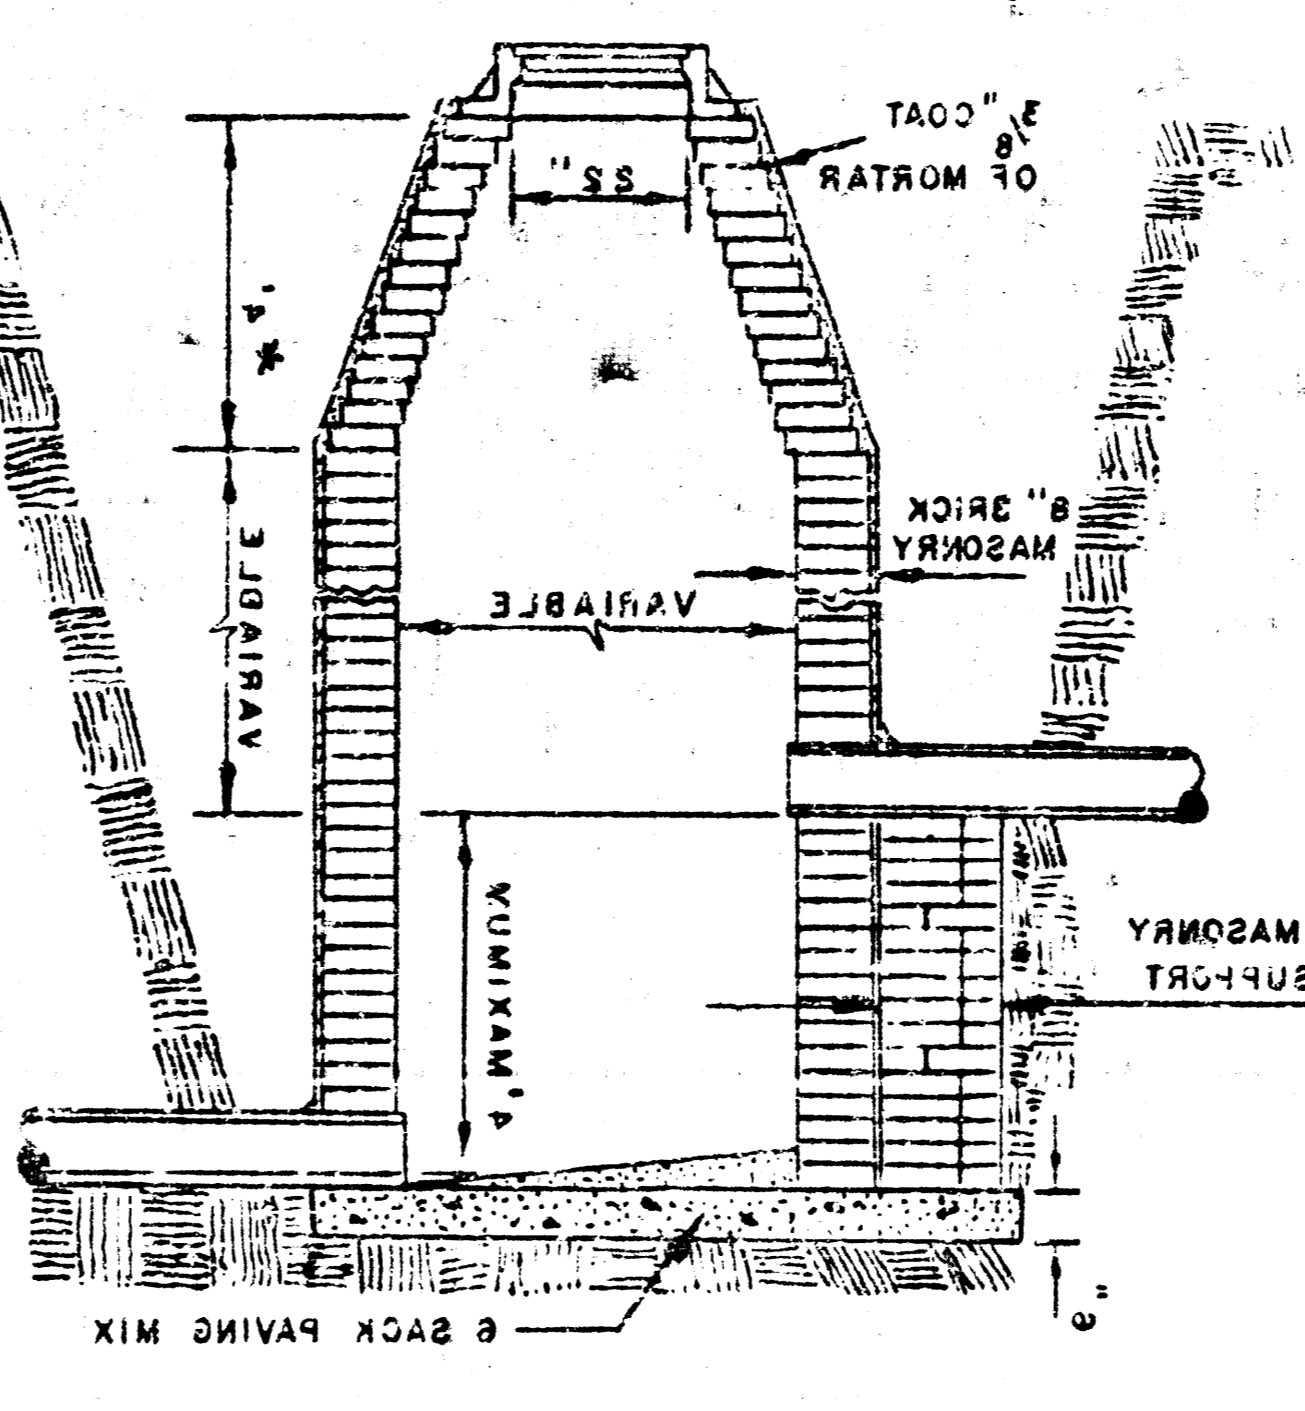 3/8" COAT
OF MORTAR
22"
4'
*
8" BRICK
MASONRY
VARIABLE
VARIABLE
4' MAXIMUM
MASONRY
SUPPORT
6 SACK PAVING MIX
6"